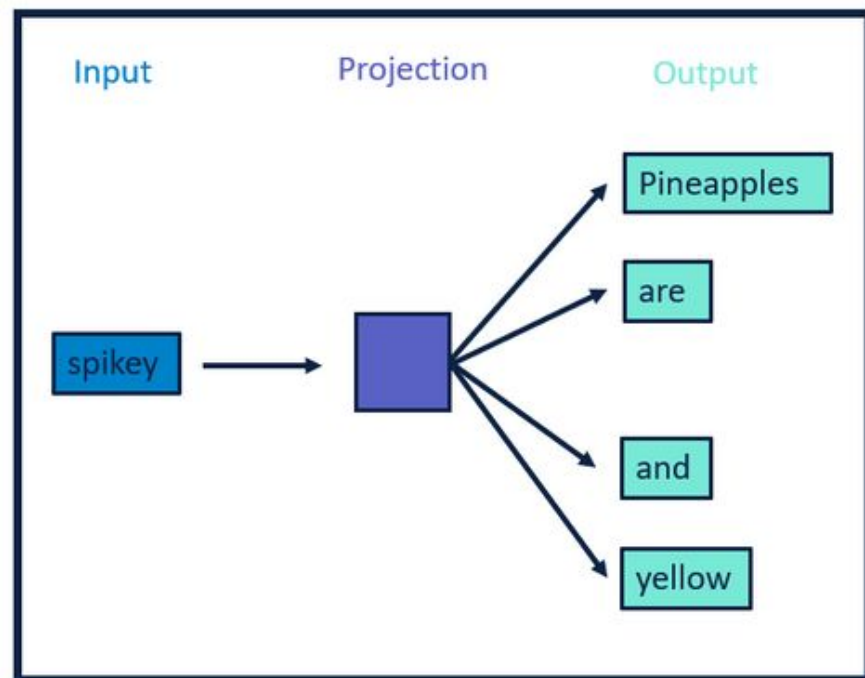 Input
Projection
Output
Pineapples
are
spikey
and
yellow